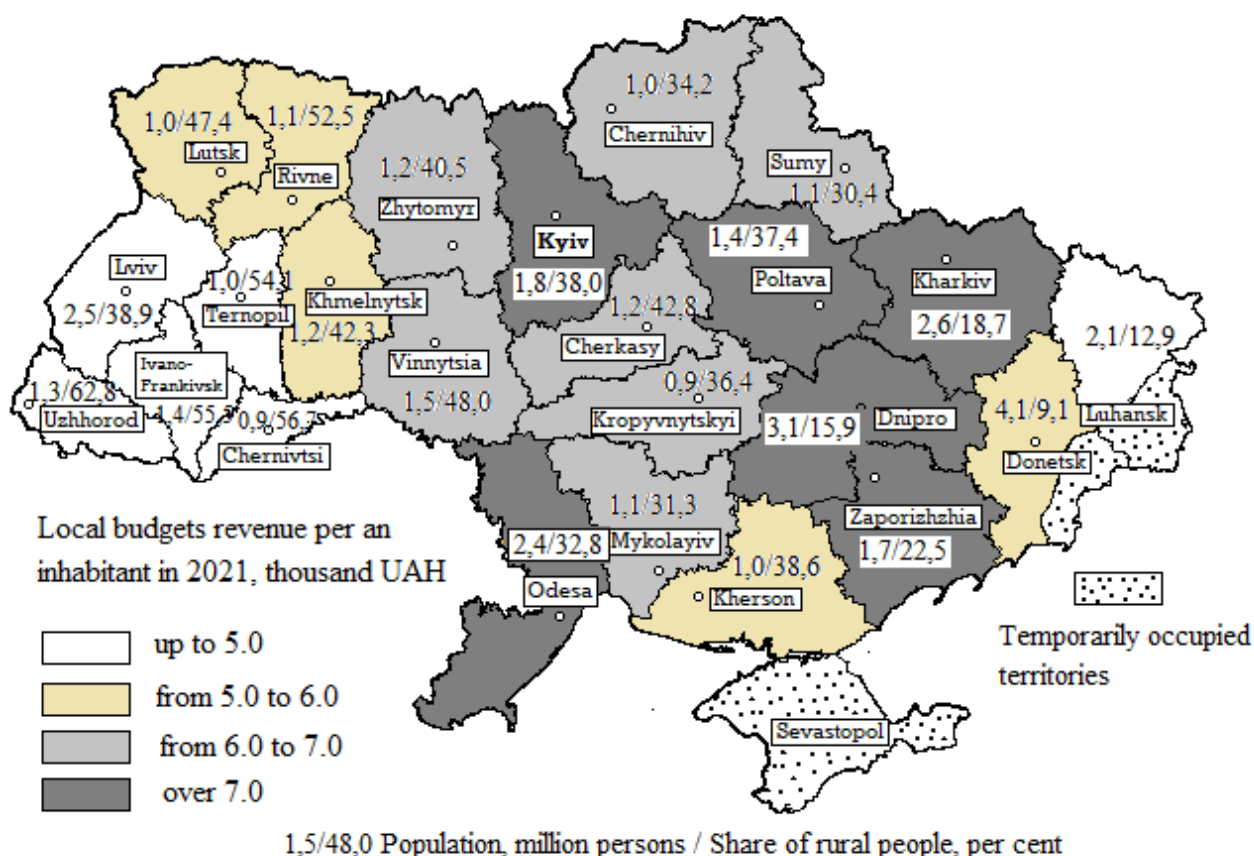 1,0/34,2
Chernihiv
1,0/47,4
Lutsk
1,1/52,5
Rivne
1,2/40,5
Zhytomyr
Sumy
1,1/30,4
Kyiv
1,8/38,0
1,4/37,4
Poltava
Kharkiv
2,6/18,7
Lviv
2,5/38,9
1,0/54,1
Ternopil
Khmelnytsk
1,2/42,3
Vinnytsia
1,5/48,0
1,2/42,8
Cherkasy
2,1/12,9
Luhansk
Ivano-
Frankivsk
1,4/55,5
1,3/62,8
Uzhhorod
0,9/56,7
Chernivtsi
0,9/36,4
Kropyvnytskyi
3,1/15,9
Dnipro
4,1/9,1
Donetsk
Zaporizhzhia
1,7/22,5
1,1/31,3
Mykolayiv
2,4/32,8
Odesa
1,0/38,6
Kherson
Sevastopol
Local budgets revenue per an
inhabitant in 2021, thousand UAH
up to 5.0
from 5.0 to 6.0
from 6.0 to 7.0
over 7.0
Temporarily occupied
territories
1,5/48,0 Population, million persons / Share of rural people, per cent